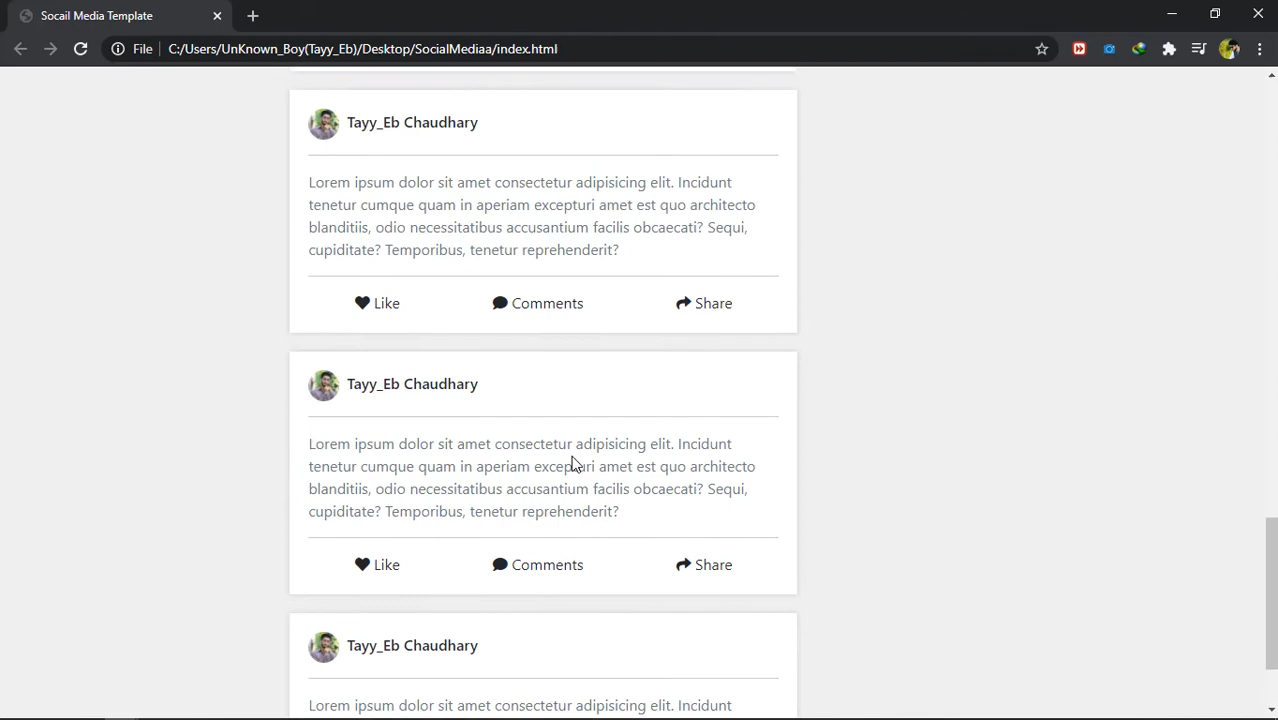 Socail Media Template
File
C:/Users/UnKnown_Boy(Tayy_Eb)/Desktop/SocialMediaa/index.html
Tayy_Eb Chaudhary
Lorem ipsum dolor sit amet consectetur adipisicing elit. Incidunt
tenetur cumque quam in aperiam excepturi amet est quo architecto
blanditiis, odio necessitatibus accusantium facilis obcaecati? Sequi,
cupiditate? Temporibus, tenetur reprehenderit?
Like Comments Share
Tayy_Eb Chaudhary
Lorem ipsum dolor sit amet consectetur adipisicing elit. Incidunt
tenetur cumque quam in aperiam excepturi amet est quo architecto
blanditiis, odio necessitatibus accusantium facilis obcaecati? Sequi,
cupiditate? Temporibus, tenetur reprehenderit?
Like Comments Share
Tayy_Eb Chaudhary
Lorem ipsum dolor sit amet consectetur adipisicing elit. Incidunt